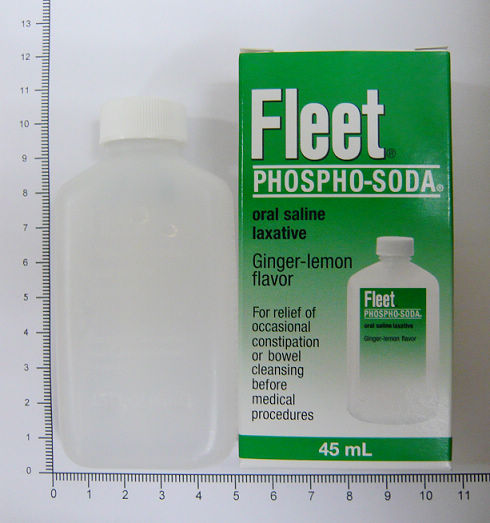 Fleet®
PHOSPHO-SODA®
oral saline
laxative
Ginger-lemon
flavor
For relief of
occasional
constipation
or bowel
cleansing
before
medical
procedures
Fleet
PHOSPHO-SODA®
oral saline laxative
Ginger-lemon flavor
45 mL
13
12
11
10
9
8
7
6
5
4
3
2
1
0
0 1 2 3 4 5 6 7 8 9 10 11